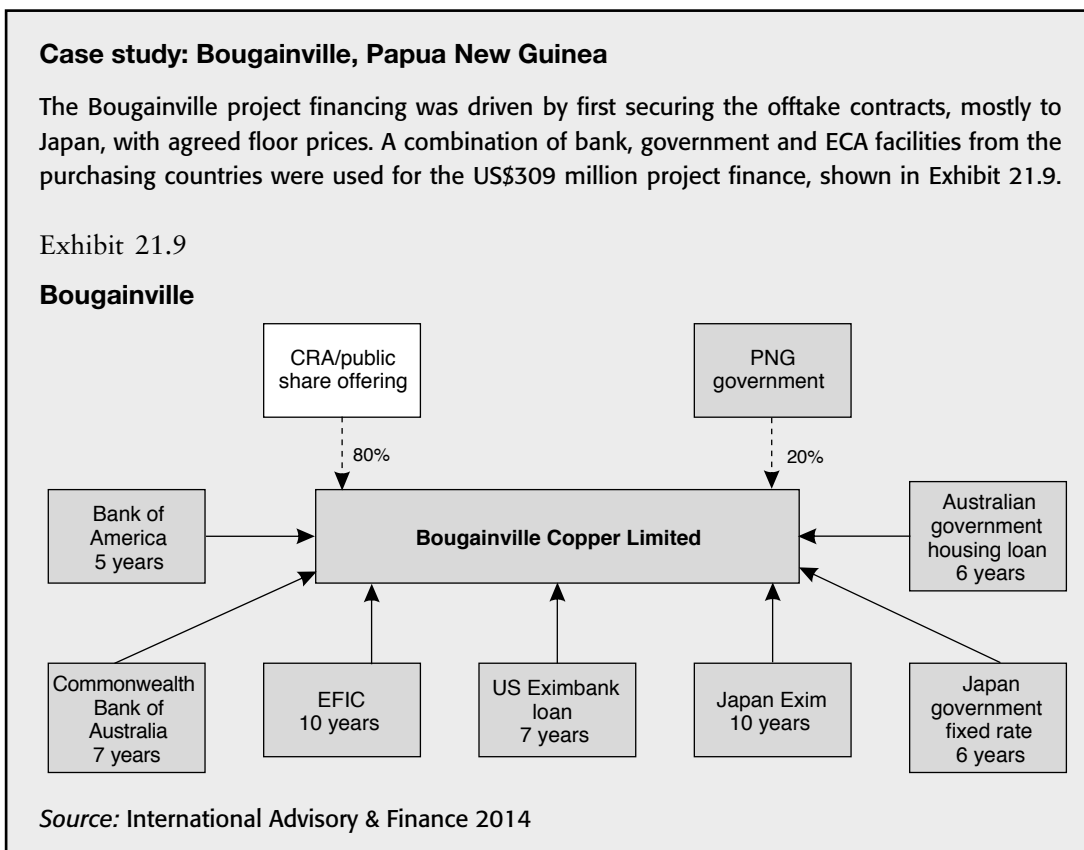 Case study: Bougainville, Papua New Guinea
The Bougainville project financing was driven by first securing the offtake contracts, mostly to
Japan, with agreed floor prices. A combination of bank, government and ECA facilities from the
purchasing countries were used for the US$309 million project finance, shown in Exhibit 21.9.
Exhibit 21.9
Bougainville
CRA/public
share offering
PNG
government
80%
20%
Bank of
America
5 years
Bougainville Copper Limited
Australian
government
housing loan
6 years
Commonwealth
Bank of
Australia
7 years
EFIC
10 years
US Eximbank
loan
7 years
Japan Exim
10 years
Japan
government
fixed rate
6 years
Source: International Advisory & Finance 2014